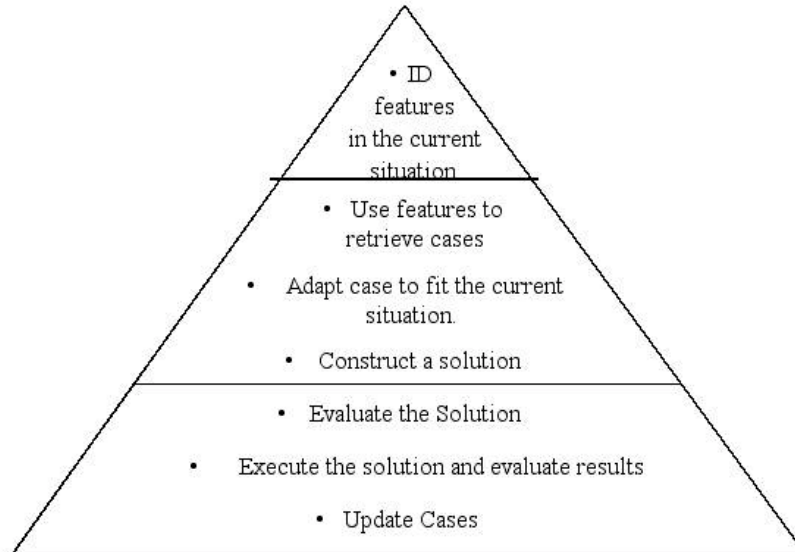 • ID
features
in the current
situation
• Use features to
retrieve cases
• Adapt case to fit the current
situation.
• Construct a solution
• Evaluate the Solution
• Execute the solution and evaluate results
• Update Cases